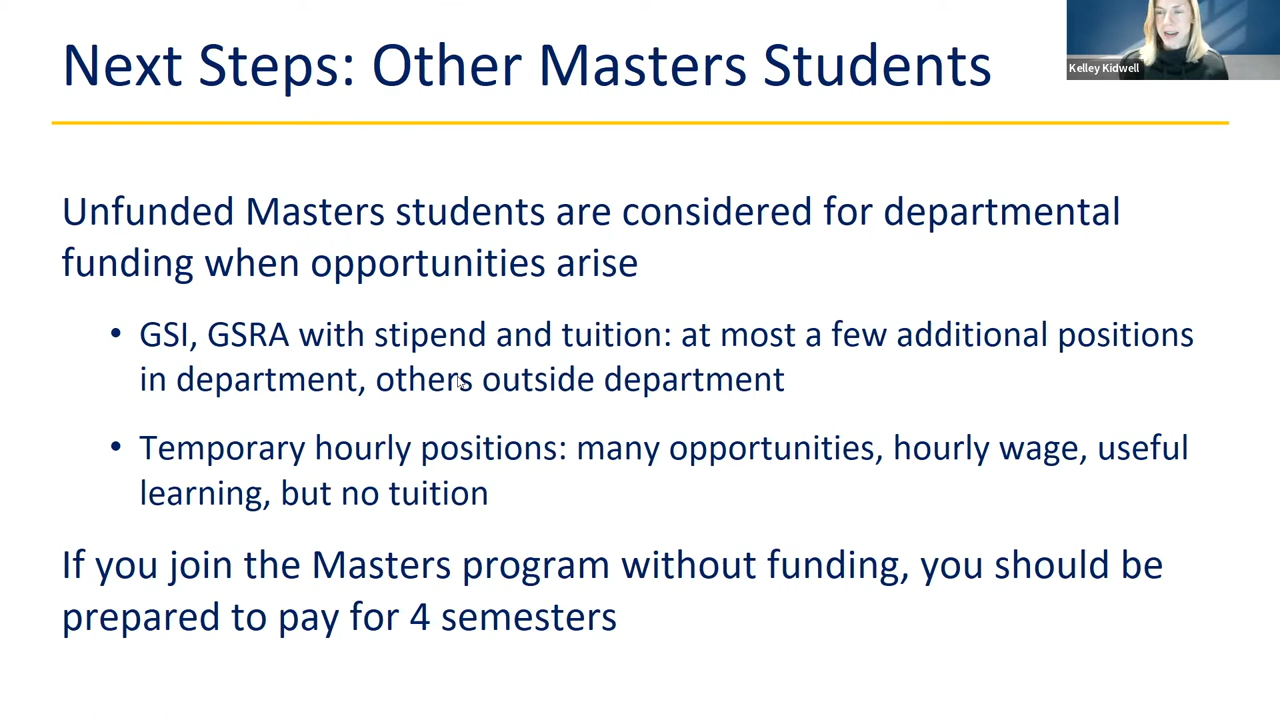 Next Steps: Other Masters Students
Kelley Kidwell
Unfunded Masters students are considered for departmental
funding when opportunities arise
• GSI, GSRA with stipend and tuition: at most a few additional positions
in department, others outside department
• Temporary hourly positions: many opportunities, hourly wage, useful
learning, but no tuition
If you join the Masters program without funding, you should be
prepared to pay for 4 semesters